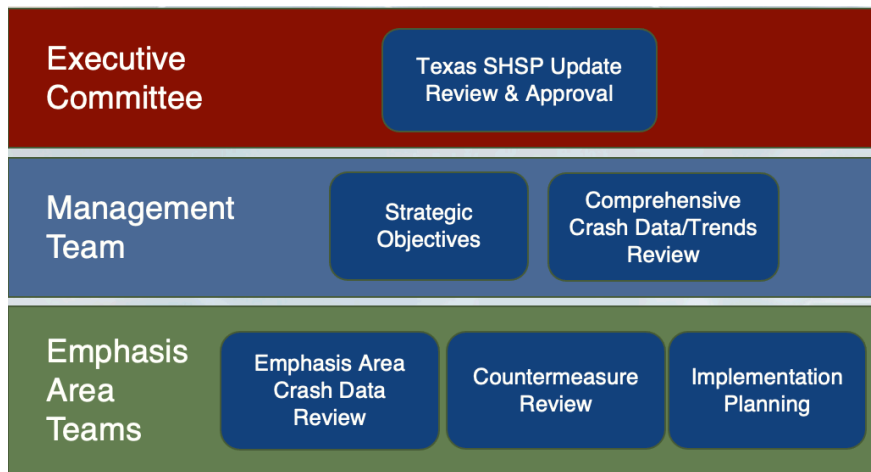 Executive
Committee
Texas SHSP Update
Review & Approval
Management
Team
Strategic
Objectives
Comprehensive
Crash Data/Trends
Review
Emphasis
Area
Teams
Emphasis Area
Crash Data
Review
Countermeasure
Review
Implementation
Planning